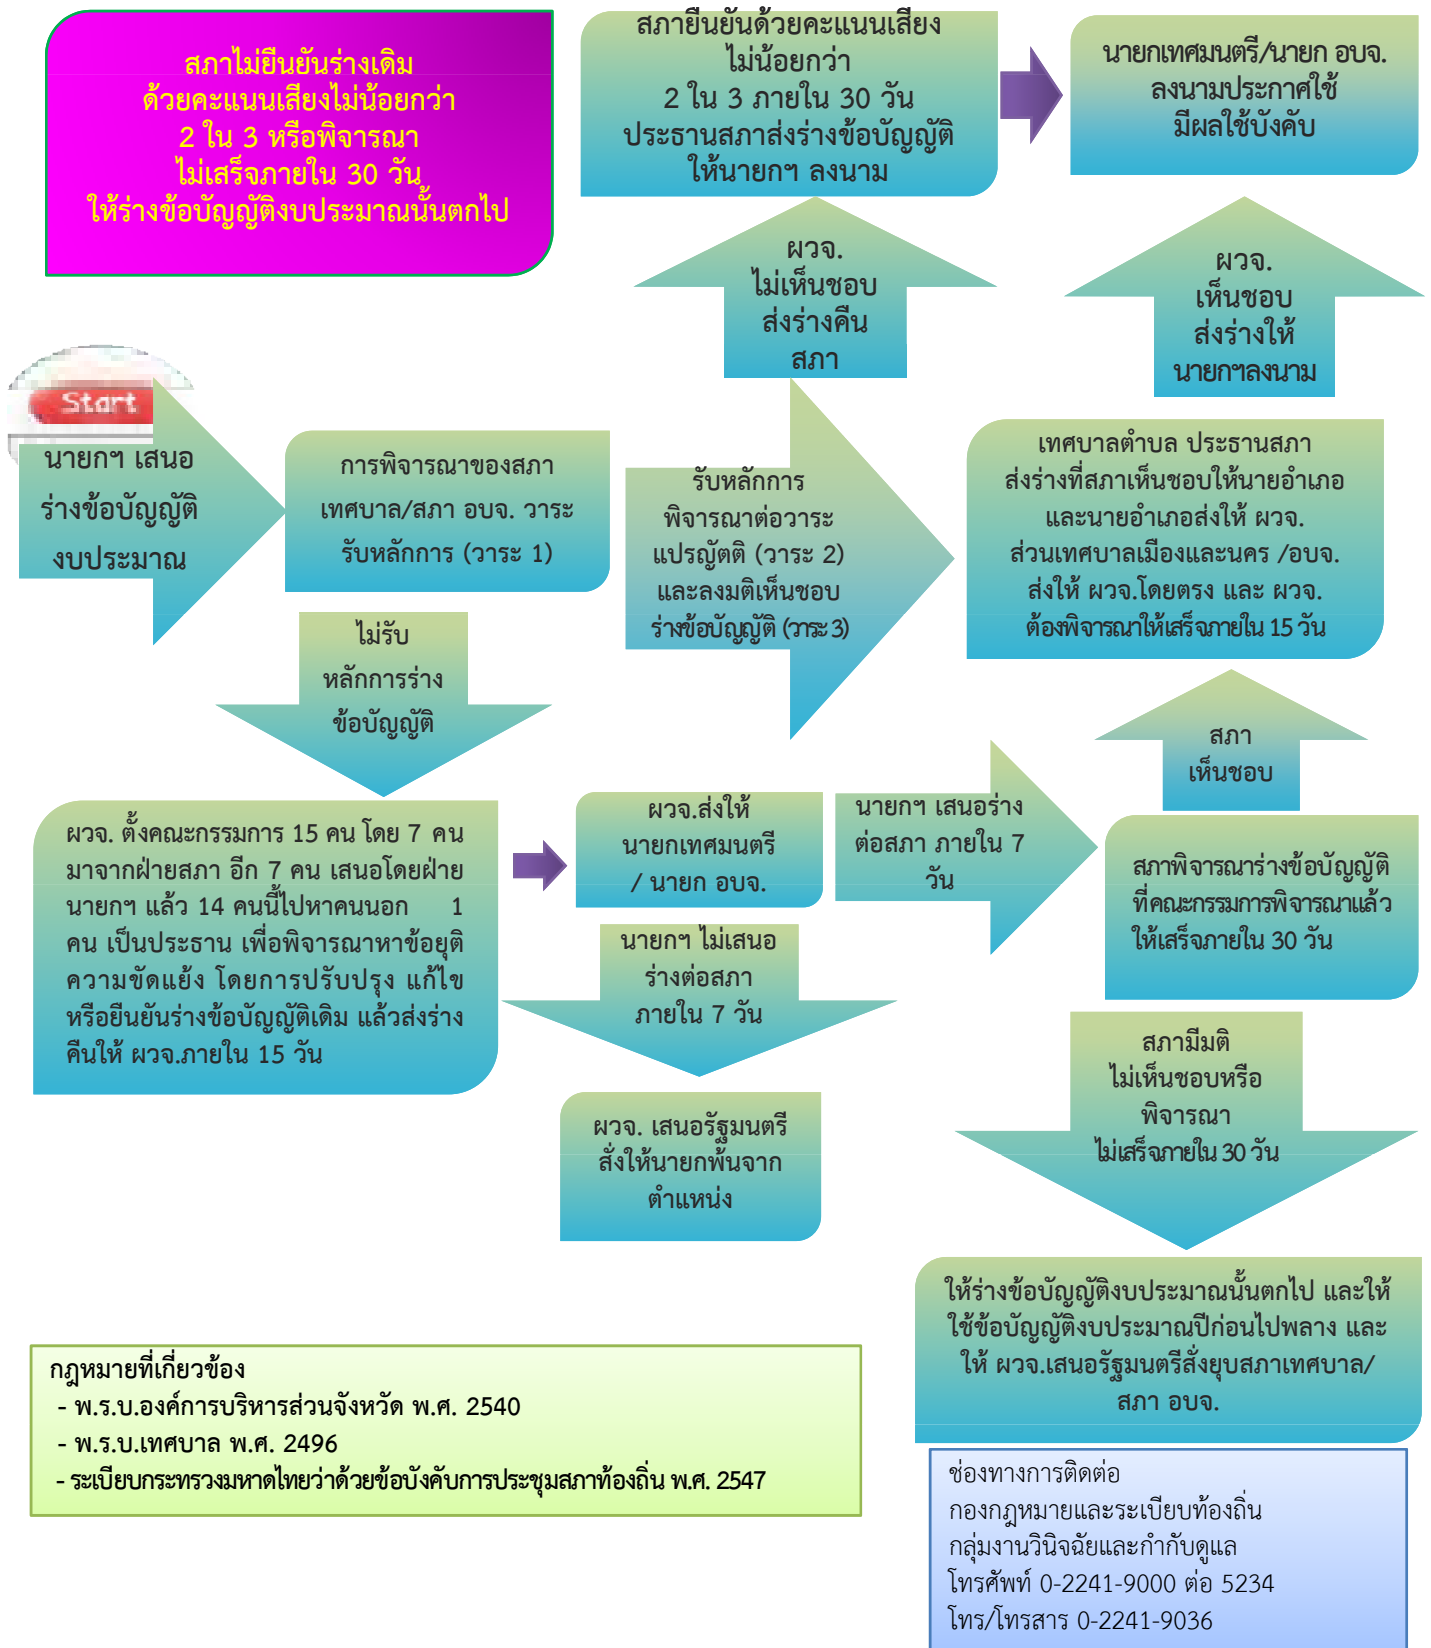 สภาไม่ยืนยันร่างเดิม
ด้วยคะแนนเสียงไม่น้อยกว่า
2 ใน 3 หรือพิจารณา
ไม่เสร็จภายใน 30 วัน
ให้ร่างข้อบัญญัติงบประมาณนั้นตกไป
สภายืนยันด้วยคะแนนเสียง
ไม่น้อยกว่า
2 ใน 3 ภายใน 30 วัน
ประธานสภาส่งร่างข้อบัญญัติ
ให้นายกฯ ลงนาม
นายกเทศมนตรี/นายก อบจ.
ลงนามประกาศใช้
มีผลใช้บังคับ
ผวจ.
ไม่เห็นชอบ
ส่งร่างคืน
สภา
ผวจ.
เห็นชอบ
ส่งร่างให้
นายกฯลงนาม
Start
นายกฯ เสนอ
ร่างข้อบัญญัติ
งบประมาณ
การพิจารณาของสภา
เทศบาล/สภา อบจ. วาระ
รับหลักการ (วาระ 1)
รับหลักการ
พิจารณาต่อวาระ
แปรญัตติ (วาระ 2)
และลงมติเห็นชอบ
ร่างข้อบัญญัติ (วาระ 3)
เทศบาลตำบล ประธานสภา
ส่งร่างที่สภาเห็นชอบให้นายอำเภอ
และนายอำเภอส่งให้ ผวจ.
ส่วนเทศบาลเมืองและนคร /อบจ.
ส่งให้ ผวจ.โดยตรง และ ผวจ.
ต้องพิจารณาให้เสร็จภายใน 15 วัน
ไม่รับ
หลักการร่าง
ข้อบัญญัติ
สภา
เห็นชอบ
ผวจ. ตั้งคณะกรรมการ 15 คน โดย 7 คน
มาจากฝ่ายสภา อีก 7 คน เสนอโดยฝ่าย
นายกฯ แล้ว 14 คนนี้ไปหาคนนอก 1
คน เป็นประธาน เพื่อพิจารณาหาข้อยุติ
ความขัดแย้ง โดยการปรับปรุง แก้ไข
หรือยืนยันร่างข้อบัญญัติเดิม แล้วส่งร่าง
คืนให้ ผวจ.ภายใน 15 วัน
ผวจ.ส่งให้
นายกเทศมนตรี
/ นายก อบจ.
นายกฯ เสนอร่าง
ต่อสภา ภายใน 7
วัน
สภาพิจารณาร่างข้อบัญญัติ
ที่คณะกรรมการพิจารณาแล้ว
ให้เสร็จภายใน 30 วัน
นายกฯ ไม่เสนอ
ร่างต่อสภา
ภายใน 7 วัน
สภามีมติ
ไม่เห็นชอบหรือ
พิจารณา
ไม่เสร็จภายใน 30 วัน
ผวจ. เสนอรัฐมนตรี
สั่งให้นายกพ้นจาก
ตำแหน่ง
ให้ร่างข้อบัญญัติงบประมาณนั้นตกไป และให้
ใช้ข้อบัญญัติงบประมาณปีก่อนไปพลาง และ
ให้ ผวจ.เสนอรัฐมนตรีสั่งยุบสภาเทศบาล/
สภา อบจ.
กฎหมายที่เกี่ยวข้อง
- พ.ร.บ.องค์การบริหารส่วนจังหวัด พ.ศ. 2540
- พ.ร.บ.เทศบาล พ.ศ. 2496
- ระเบียบกระทรวงมหาดไทยว่าด้วยข้อบังคับการประชุมสภาท้องถิ่น พ.ศ. 2547
ช่องทางการติดต่อ
กองกฎหมายและระเบียบท้องถิ่น
กลุ่มงานวินิจฉัยและกำกับดูแล
โทรศัพท์ 0-2241-9000 ต่อ 5234
โทร/โทรสาร 0-2241-9036